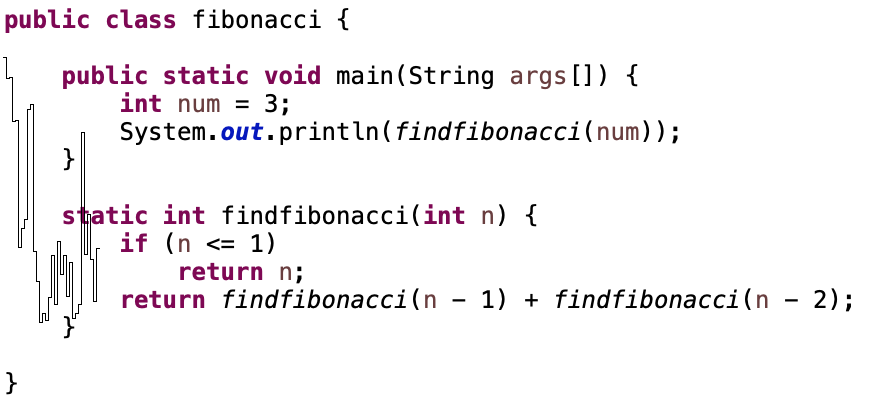 public class fibonacci {
public static void main(String args[]) {
int num = 3;
System.out.println(findfibonacci(num));
}
static int findfibonacci(int n) {
if (n <= 1)
return n;
return findfibonacci(n - 1) + findfibonacci(n - 2);
}
}